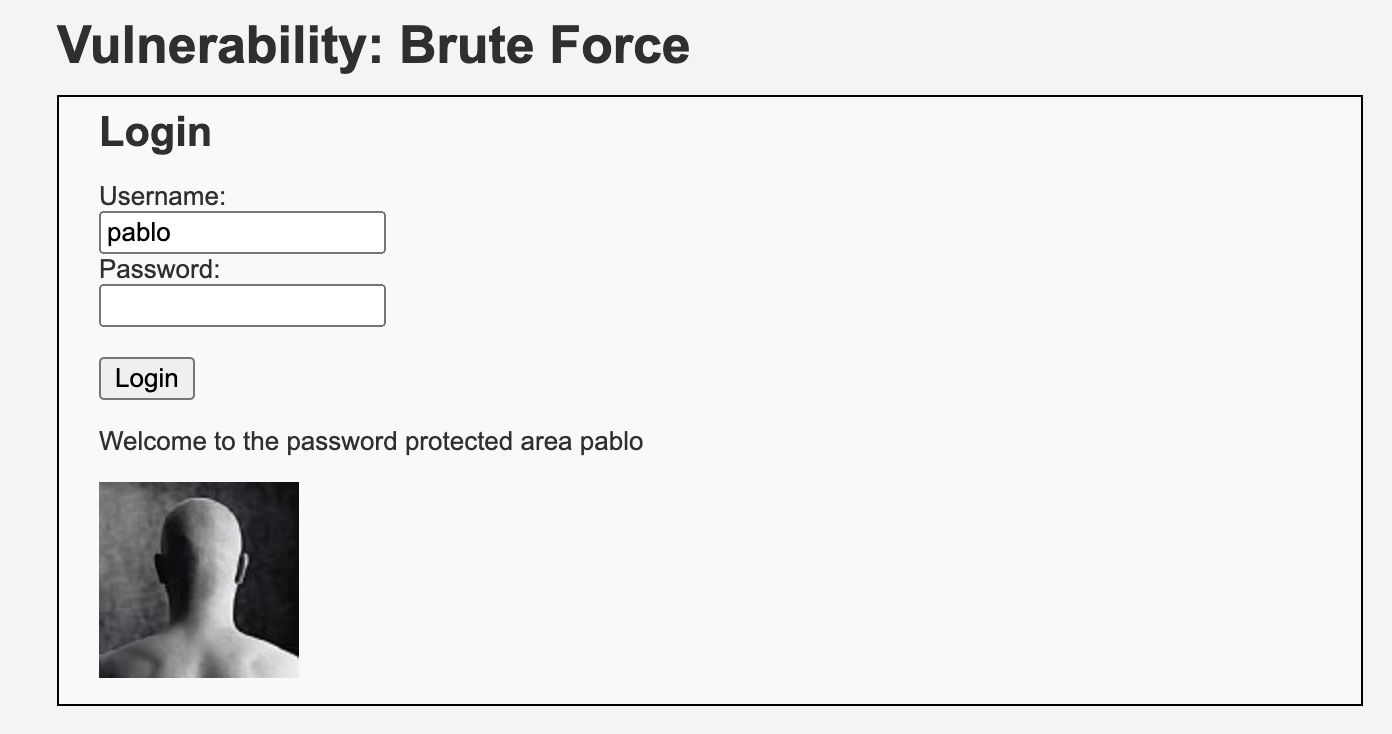 Vulnerability: Brute Force
Login
Username:
pablo
Password:
Login
Welcome to the password protected area pablo